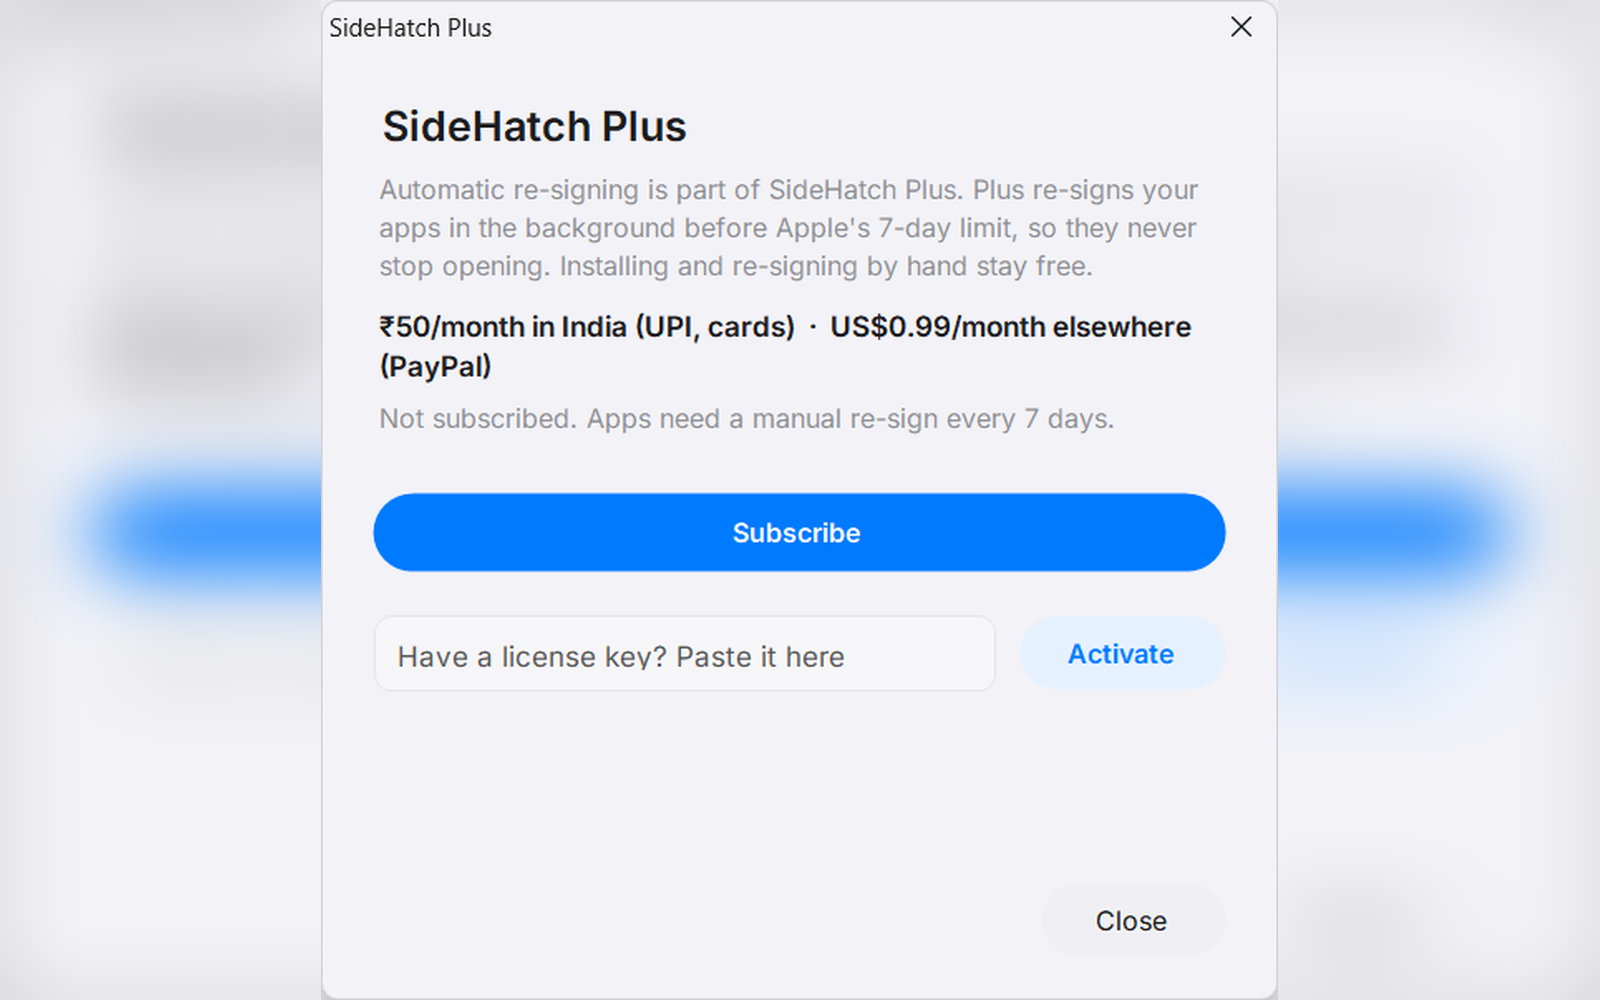 SideHatch Plus
SideHatch Plus
Automatic re-signing is part of SideHatch Plus. Plus re-signs your
apps in the background before Apple's 7-day limit, so they never
stop opening. Installing and re-signing by hand stay free.
₹50/month in India (UPI, cards) · US$0.99/month elsewhere
(PayPal)
Not subscribed. Apps need a manual re-sign every 7 days.
Subscribe
Have a license key? Paste it here
Activate
Close